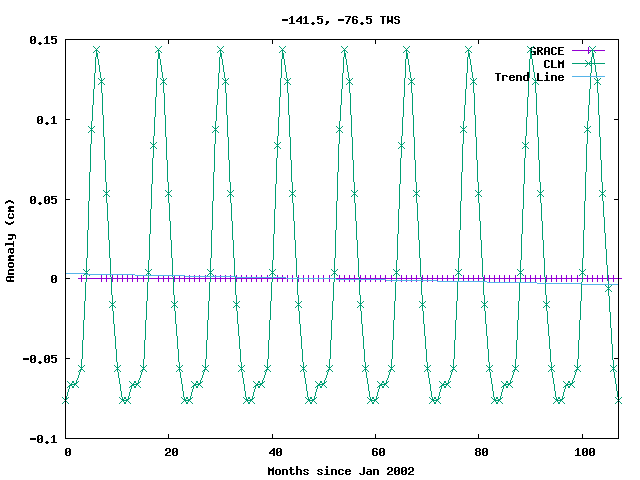 -141.5, -76.5 TWS
GRACE
CLM
Trend Line
0.15
0.1
0.05
0
-0.05
-0.1
Anomaly (cm)
0 20 40 60 80 100
Months since Jan 2002